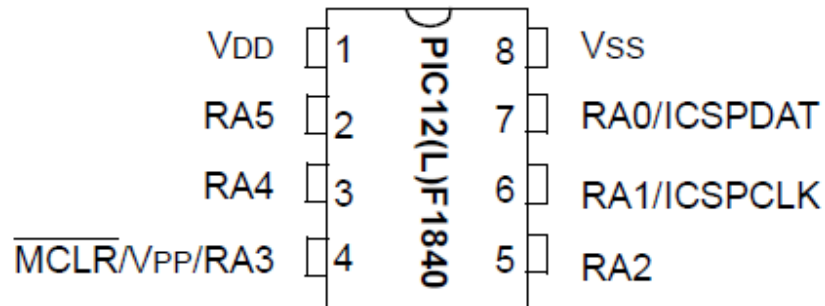 VDD 1 8 VSS
RA5 2 7 RA0/ICSPDAT
RA4 3 6 RA1/ICSPCLK
MCLR/VPP/RA3 4 5 RA2
PIC12(L)F1840